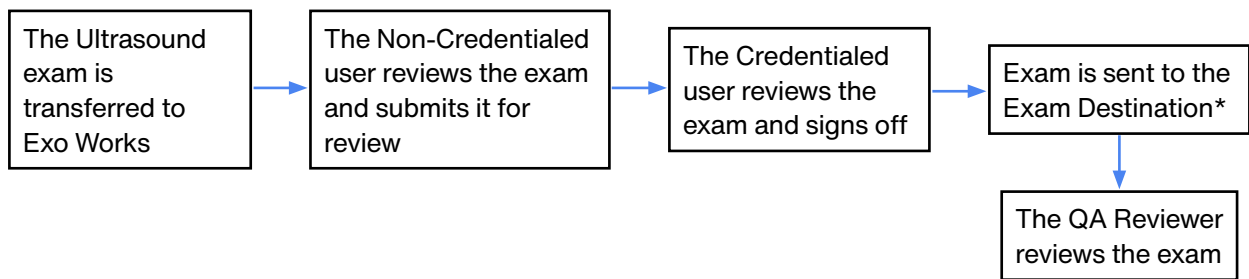 The Ultrasound
exam is
transferred to
Exo Works
The Non-Credentialed
user reviews the exam
and submits it for
review
The Credentialed
user reviews the
exam and signs off
Exam is sent to the
Exam Destination*
The QA Reviewer
reviews the exam